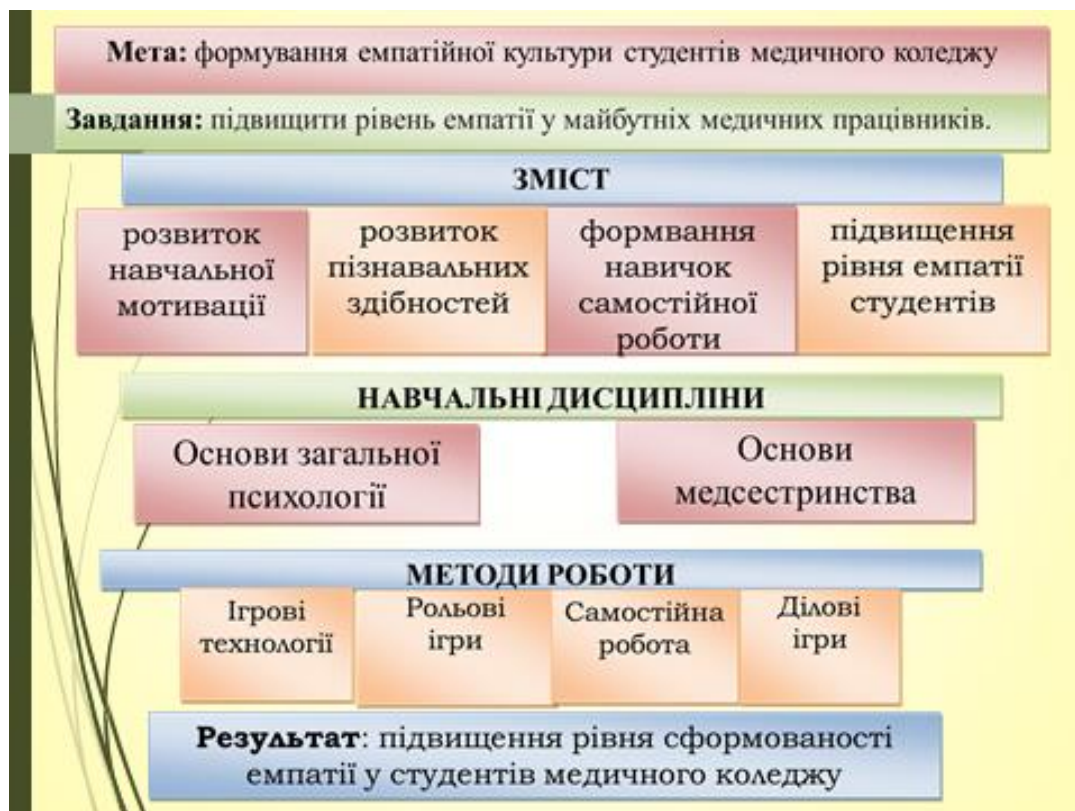 Мета: формування емпатійної культури студентів медичного коледжу
Завдання: підвищити рівень емпатії у майбутніх медичних працівників.
ЗМІСТ
розвиток
навчальної
мотивації
розвиток
пізнавальних
здібностей
формвання
навичок
самостійної
роботи
підвищення
рівня емпатії
студентів
НАВЧАЛЬНІ ДИСЦИПЛІНИ
Основи загальної
психології
Основи
медсестринства
МЕТОДИ РОБОТИ
Ігрові
технології
Рольові
ігри
Самостійна
робота
Ділові
ігри
Результат: підвищення рівня сформованості
емпатії у студентів медичного коледжу